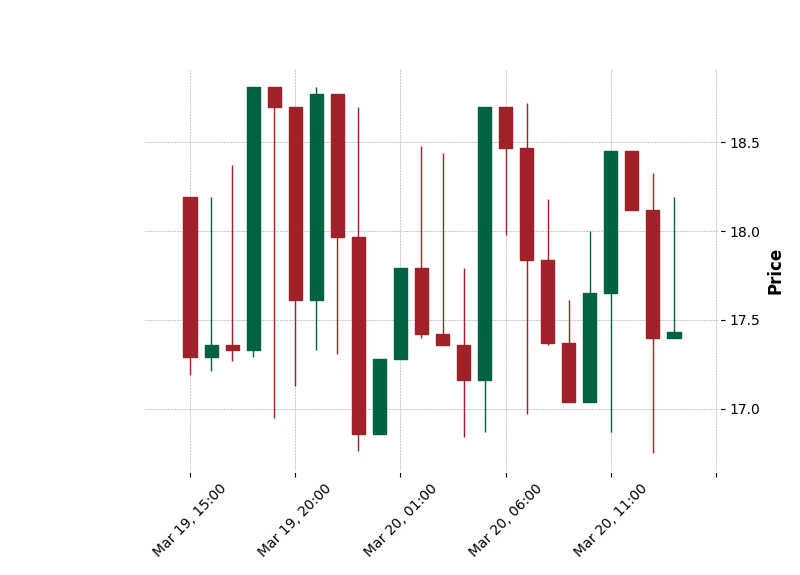 18.5
18.0
17.5
17.0
Price
Mar 19, 15:00
Mar 19, 20:00
Mar 20, 01:00
Mar 20, 06:00
Mar 20, 11:00